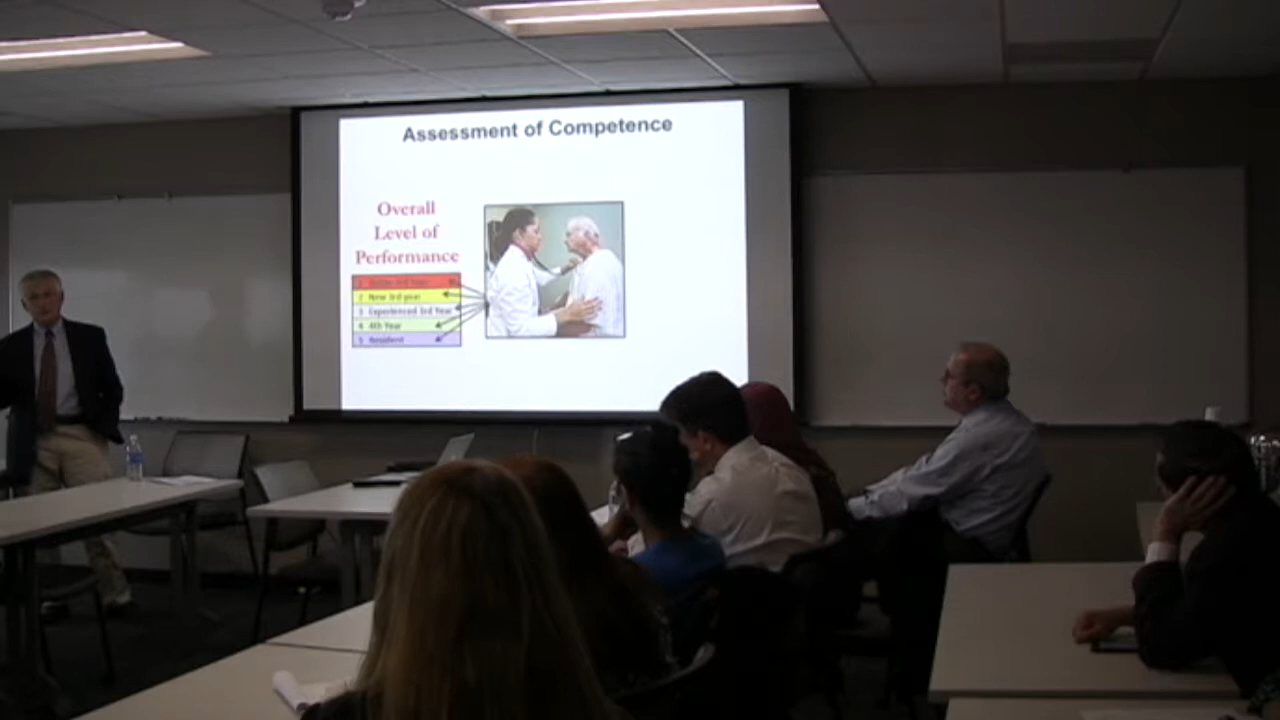 Assessment of Competence
Overall
Level of
Performance
2 New 3rd year
3 Experienced 3rd Year
4 4th Year
5 Resident